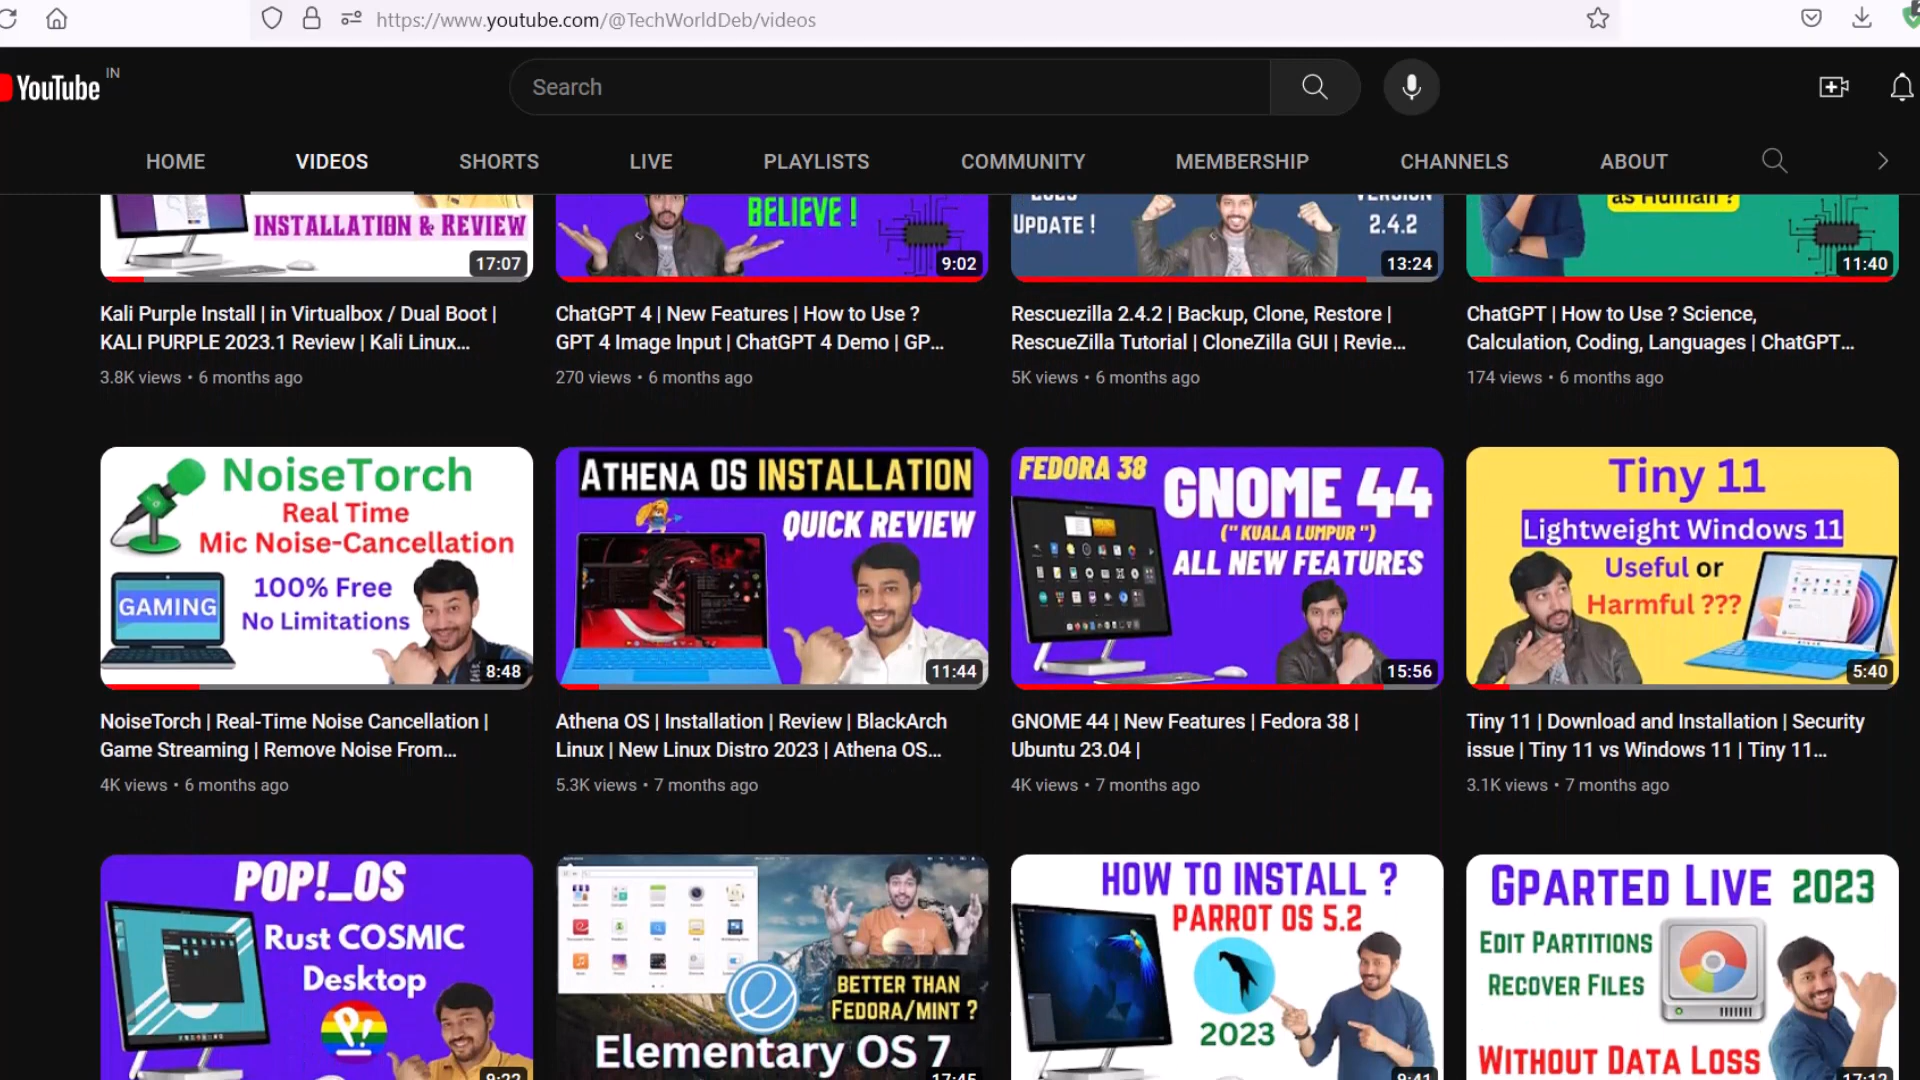 https://www.youtube.com/@TechWorldDeb/videos
YouTube IN
Search
HOME VIDEOS SHORTS LIVE PLAYLISTS COMMUNITY MEMBERSHIP CHANNELS ABOUT
INSTALLATION & REVIEW
17:07
BELIEVE !
9:02
UPDATE !
VERSION
2.4.2
13:24
as Human ?
11:40
Kali Purple Install | in Virtualbox / Dual Boot |
KALI PURPLE 2023.1 Review | Kali Linux...
3.8K views • 6 months ago
ChatGPT 4 | New Features | How to Use ?
GPT 4 Image Input | ChatGPT 4 Demo | GP...
270 views • 6 months ago
Rescuezilla 2.4.2 | Backup, Clone, Restore |
RescueZilla Tutorial | CloneZilla GUI | Revie...
5K views • 6 months ago
ChatGPT | How to Use ? Science,
Calculation, Coding, Languages | ChatGPT...
174 views • 6 months ago
NoiseTorch
Real Time
Mic Noise-Cancellation
100% Free
No Limitations
GAMING
8:48
ATHENA OS INSTALLATION
QUICK REVIEW
11:44
FEDORA 38
GNOME 44
(" KUALA LUMPUR ")
ALL NEW FEATURES
15:56
Tiny 11
Lightweight Windows 11
Useful or
Harmful ???
5:40
NoiseTorch | Real-Time Noise Cancellation |
Game Streaming | Remove Noise From...
4K views • 6 months ago
Athena OS | Installation | Review | BlackArch
Linux | New Linux Distro 2023 | Athena OS...
5.3K views • 7 months ago
GNOME 44 | New Features | Fedora 38 |
Ubuntu 23.04 |
4K views • 7 months ago
Tiny 11 | Download and Installation | Security
issue | Tiny 11 vs Windows 11 | Tiny 11...
3.1K views • 7 months ago
POP!_OS
Rust COSMIC
Desktop
P!
9:22
BETTER THAN
FEDORA/MINT ?
Elementary OS 7
17:45
HOW TO INSTALL ?
PARROT OS 5.2
2023
9:41
GPARTED LIVE 2023
EDIT PARTITIONS
RECOVER FILES
WITHOUT DATA LOSS
17:12